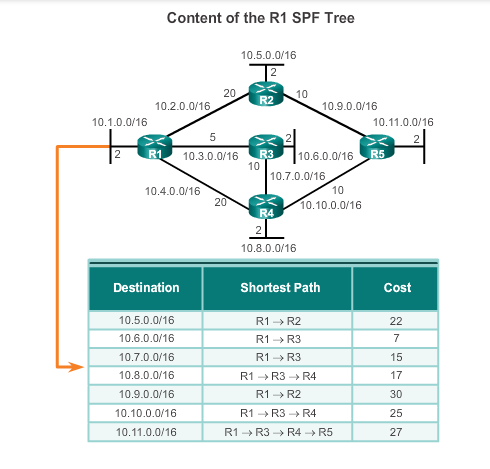 Content of the R1 SPF Tree
10.5.0.0/16
2
20
R2
10
10.2.0.0/16
10.9.0.0/16
10.1.0.0/16
10.11.0.0/16
5
2
2
2
R1
10.3.0.0/16
R3
10.6.0.0/16
R5
10
10.7.0.0/16
10.4.0.0/16
10
20
10.10.0.0/16
R4
2
10.8.0.0/16
Destination Shortest Path Cost
10.5.0.0/16 R1 → R2 22
10.6.0.0/16 R1 → R3 7
10.7.0.0/16 R1 → R3 15
10.8.0.0/16 R1 → R3 → R4 17
10.9.0.0/16 R1 → R2 30
10.10.0.0/16 R1 → R3 → R4 25
10.11.0.0/16 R1 → R3 → R4 → R5 27